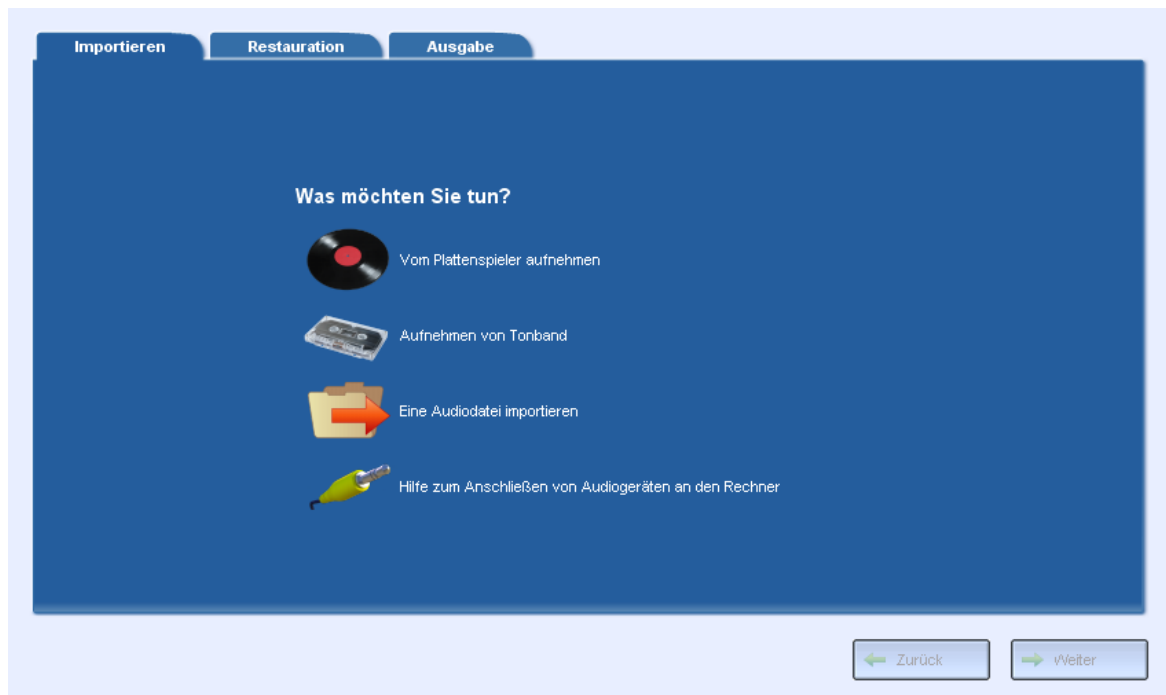 Importieren
Restauration
Ausgabe
Was möchten Sie tun?
Vom Plattenspieler aufnehmen
Aufnehmen von Tonband
Eine Audiodatei importieren
Hilfe zum Anschließen von Audiogeräten an den Rechner
Zurück
Weiter